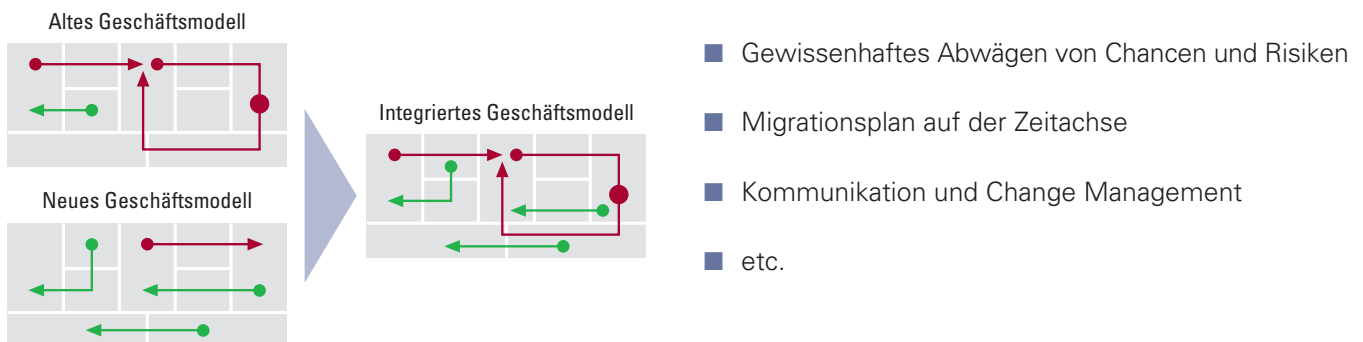 Altes Geschäftsmodell
Neues Geschäftsmodell
Integriertes Geschäftsmodell
Gewissenhaftes Abwägen von Chancen und Risiken
Migrationsplan auf der Zeitachse
Kommunikation und Change Management
etc.